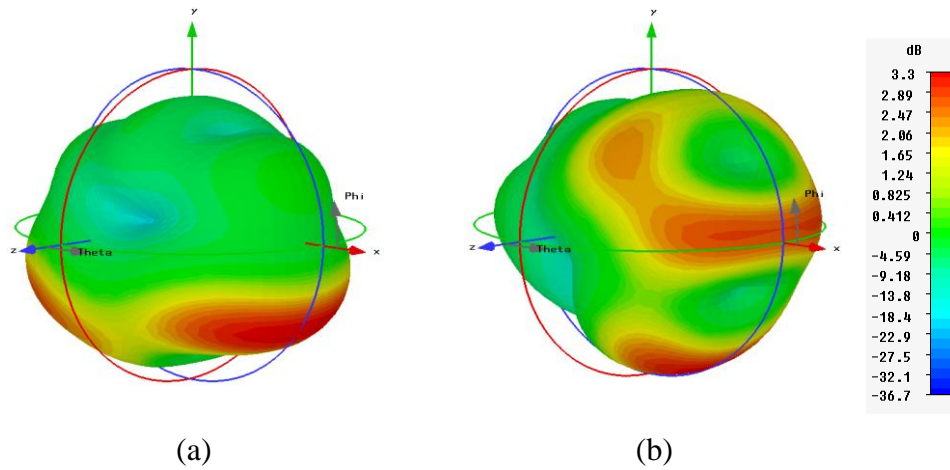 y
Phi
z
Theta
x
(a)
y
Phi
z
Theta
x
(b)
dB
3.3
2.89
2.47
2.06
1.65
1.24
0.825
0.412
0
-4.59
-9.18
-13.8
-18.4
-22.9
-27.5
-32.1
-36.7